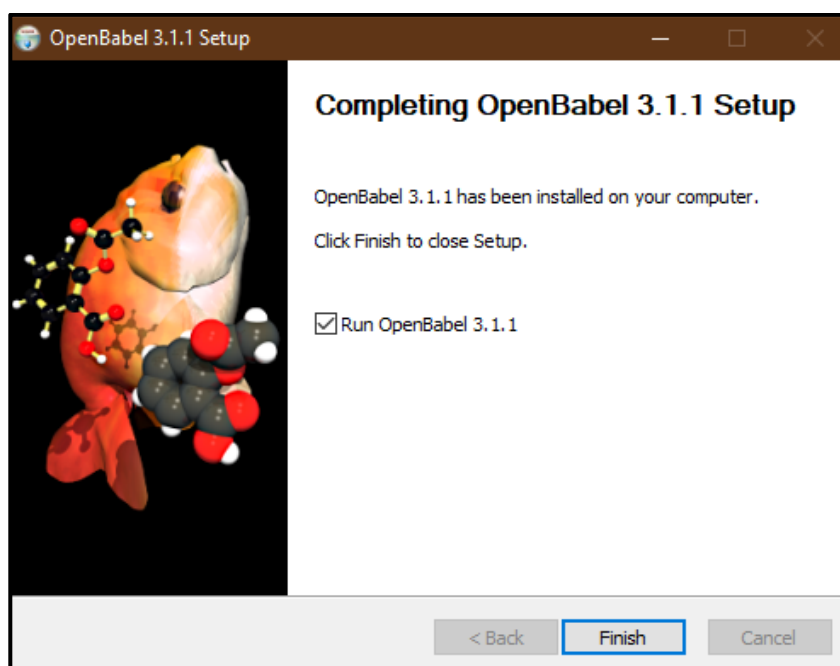 OpenBabel 3.1.1 Setup
Completing OpenBabel 3.1.1 Setup
OpenBabel 3.1.1 has been installed on your computer.
Click Finish to close Setup.
Run OpenBabel 3.1.1
< Back
Finish
Cancel